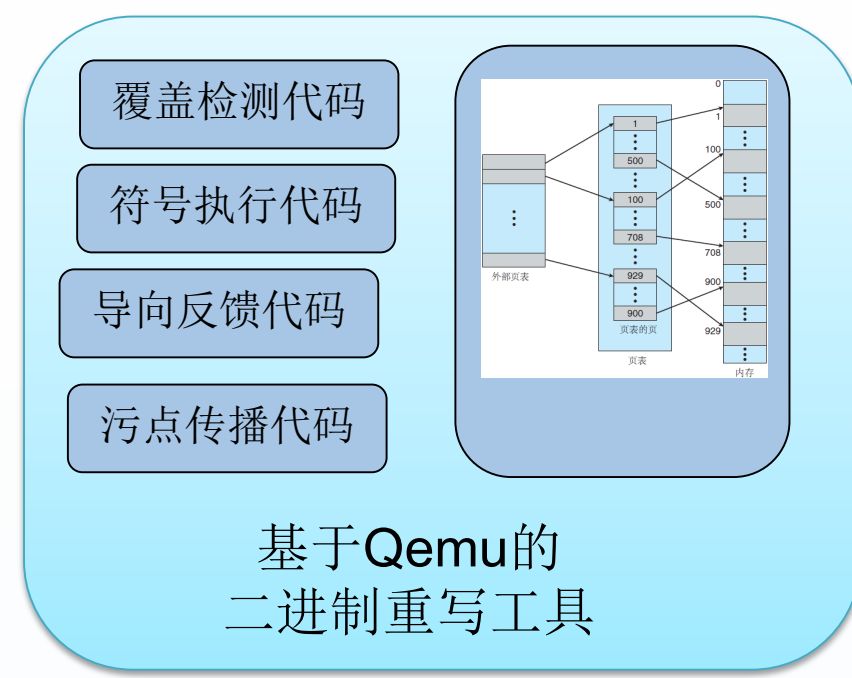 覆盖检测代码
符号执行代码
导向反馈代码
污点传播代码
外部页表
1
500
100
708
929
900
页表的页
页表
0
1
100
500
708
900
929
内存
基于Qemu的
二进制重写工具